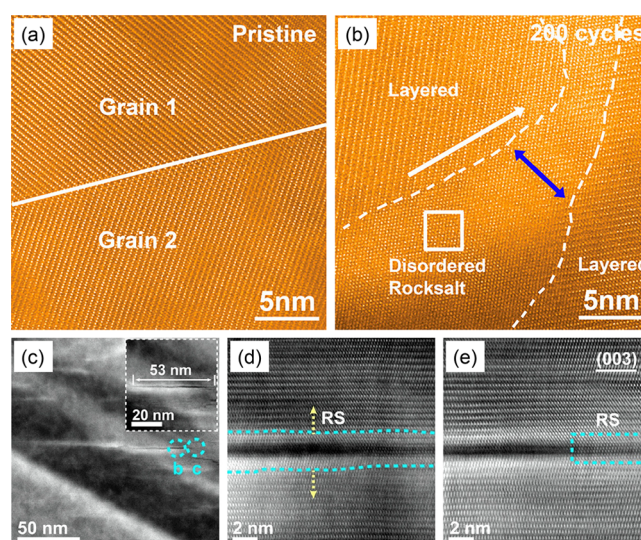 (a)
Pristine
Grain 1
Grain 2
5nm
(b)
200 cycles
Layered
Disordered
Rocksalt
Layered
5nm
(c)
53 nm
20 nm
b
c
50 nm
(d)
RS
2 nm
(e)
(003)
RS
2 nm